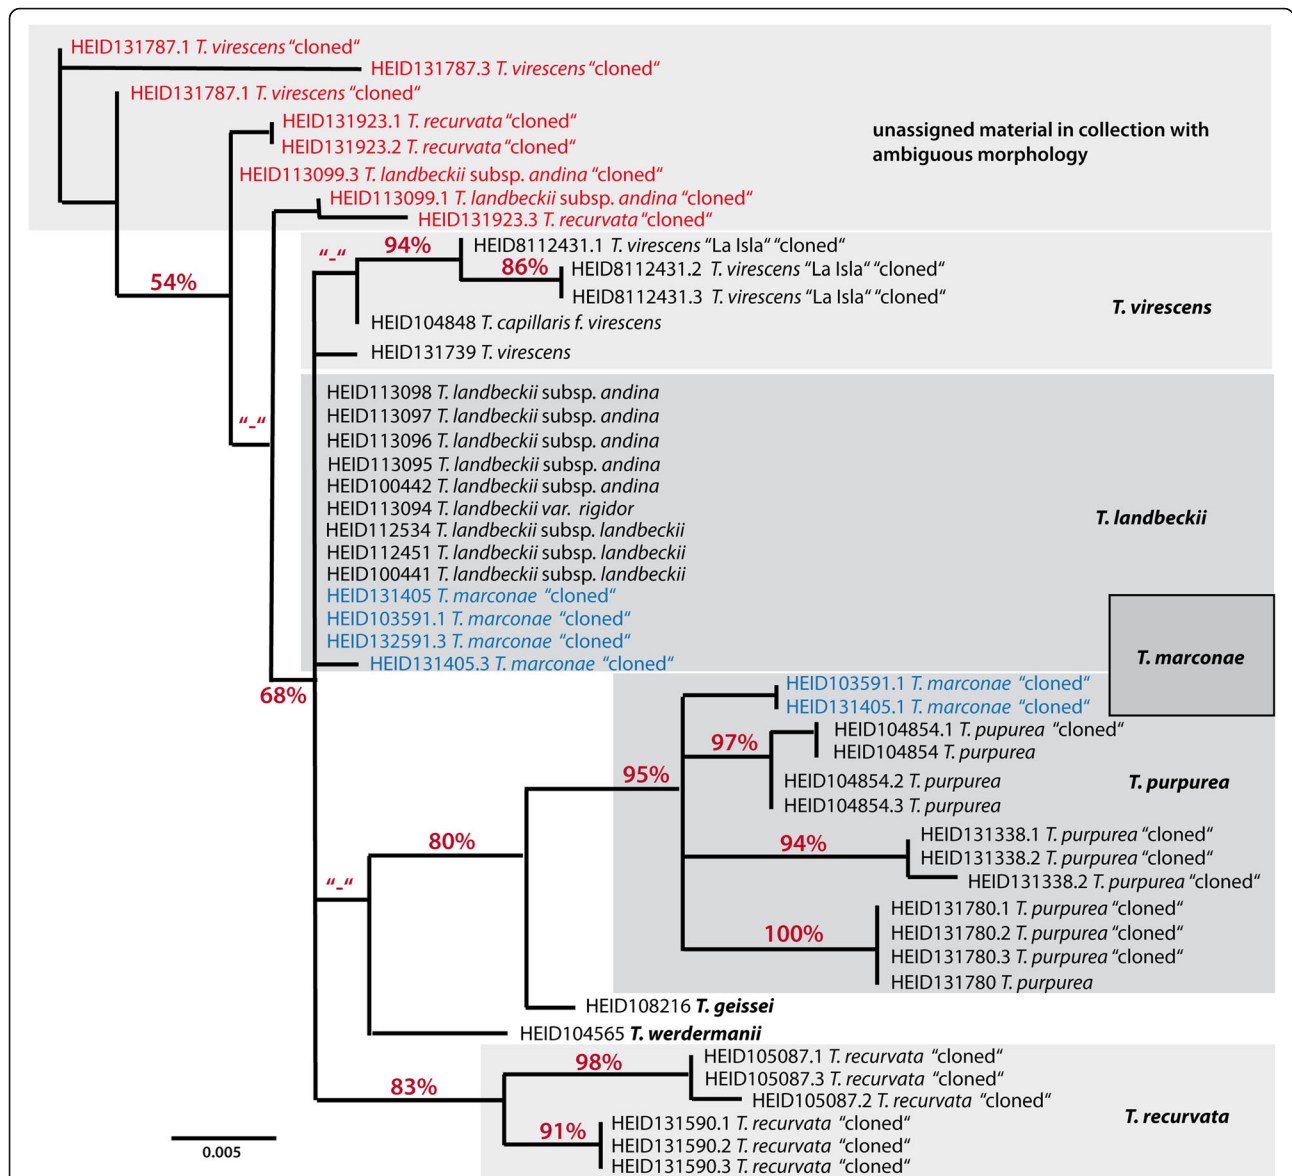 HEID131787.1 T. virescens “cloned“
HEID131787.3 T. virescens “cloned“
HEID131787.1 T. virescens “cloned“
HEID131923.1 T. recurvata “cloned“
unassigned material in collection with
ambiguous morphology
HEID131923.2 T. recurvata “cloned“
HEID113099.3 T. landbeckii subsp. andina “cloned“
HEID113099.1 T. landbeckii subsp. andina “cloned“
HEID131923.3 T. recurvata “cloned“
“-“
94%
HEID8112431.1 T. virescens “La Isla“ “cloned“
86%
HEID8112431.2 T. virescens “La Isla“ “cloned“
54%
HEID8112431.3 T. virescens “La Isla“ “cloned“
T. virescens
HEID104848 T. capillaris f. virescens
HEID131739 T. virescens
HEID113098 T. landbeckii subsp. andina
HEID113097 T. landbeckii subsp. andina
“-“
HEID113096 T. landbeckii subsp. andina
HEID113095 T. landbeckii subsp. andina
HEID100442 T. landbeckii subsp. andina
HEID113094 T. landbeckii var. rigidor
T. landbeckii
HEID112534 T. landbeckii subsp. landbeckii
HEID112451 T. landbeckii subsp. landbeckii
HEID100441 T. landbeckii subsp. landbeckii
HEID131405 T. marconae “cloned“
HEID103591.1 T. marconae “cloned“
HEID132591.3 T. marconae “cloned“
T. marconae
HEID131405.3 T. marconae “cloned“
68%
HEID103591.1 T. marconae “cloned“
HEID131405.1 T. marconae “cloned“
HEID104854.1 T. pupurea “cloned“
97%
HEID104854 T. purpurea
95%
HEID104854.2 T. purpurea
T. purpurea
HEID104854.3 T. purpurea
80%
94%
HEID131338.1 T. purpurea “cloned“
HEID131338.2 T. purpurea “cloned“
“-“
HEID131338.2 T. purpurea “cloned“
HEID131780.1 T. purpurea “cloned“
100%
HEID131780.2 T. purpurea “cloned“
HEID131780.3 T. purpurea “cloned“
HEID131780 T. purpurea
HEID108216 T. geissei
HEID104565 T. werdermanii
98%
HEID105087.1 T. recurvata “cloned“
83%
HEID105087.3 T. recurvata “cloned“
HEID105087.2 T. recurvata “cloned“
T. recurvata
91%
HEID131590.1 T. recurvata “cloned“
HEID131590.2 T. recurvata “cloned“
HEID131590.3 T. recurvata “cloned“
0.005